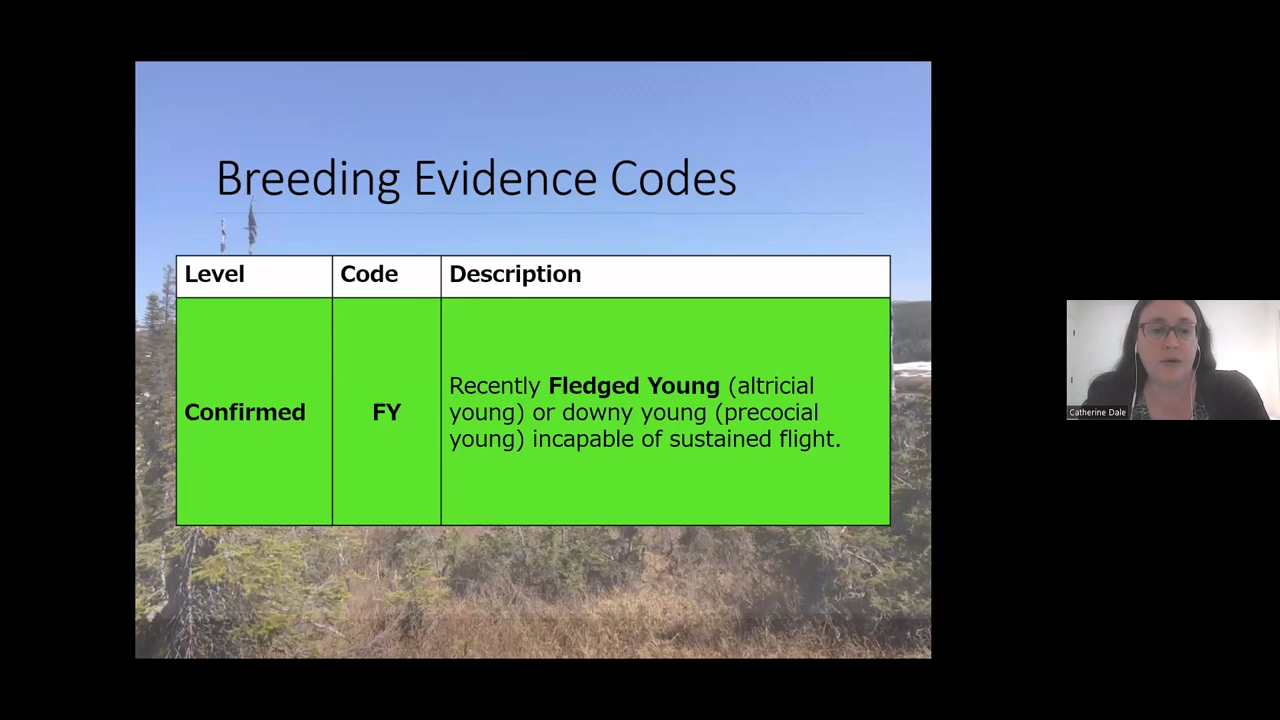 Breeding Evidence Codes
Level Code Description
Confirmed FY Recently Fledged Young (altricial
young) or downy young (precocial
young) incapable of sustained flight.
Catherine Dale